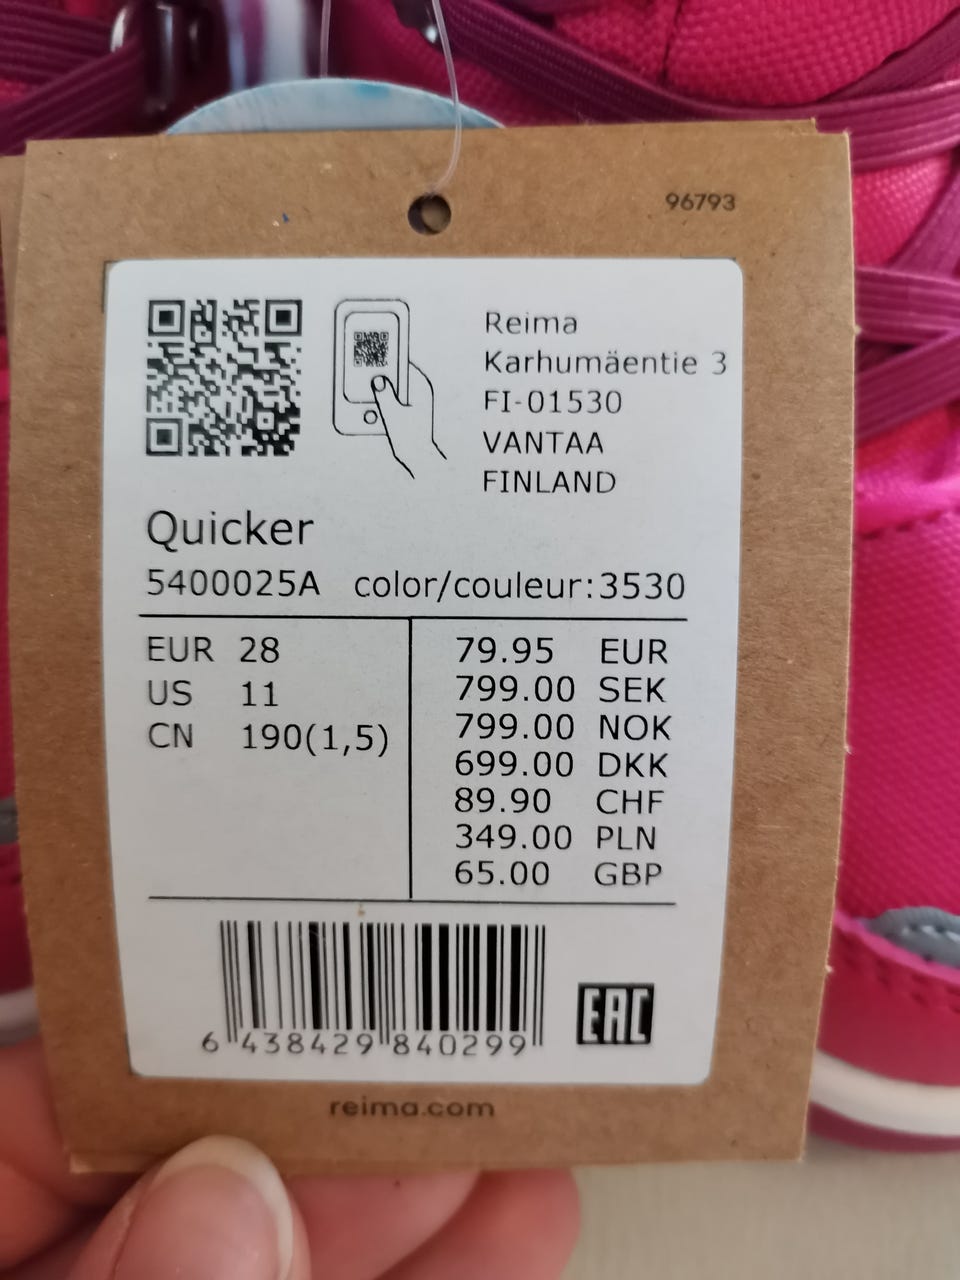 96793
Reima
Karhumäentie 3
FI-01530
VANTAA
FINLAND
Quicker
5400025A color/couleur:3530
EUR 28
US 11
CN 190(1,5)
79.95 EUR
799.00 SEK
799.00 NOK
699.00 DKK
89.90 CHF
349.00 PLN
65.00 GBP
6 438429 840299
EAC
reima.com